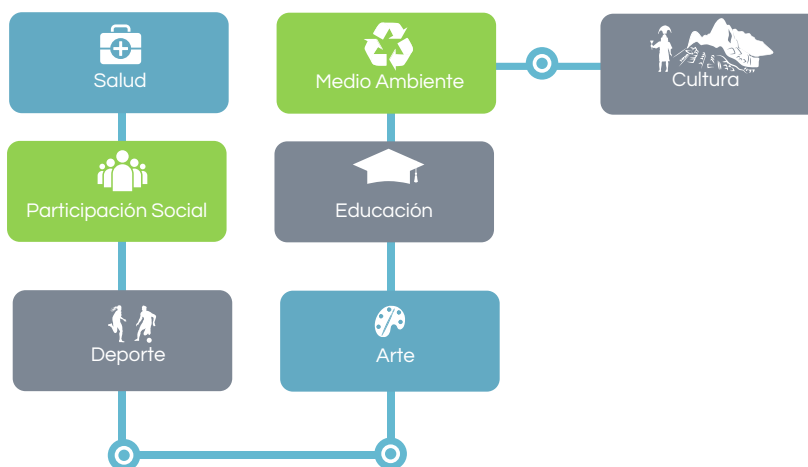 Salud
Medio Ambiente
Cultura
Participación Social
Educación
Deporte
Arte